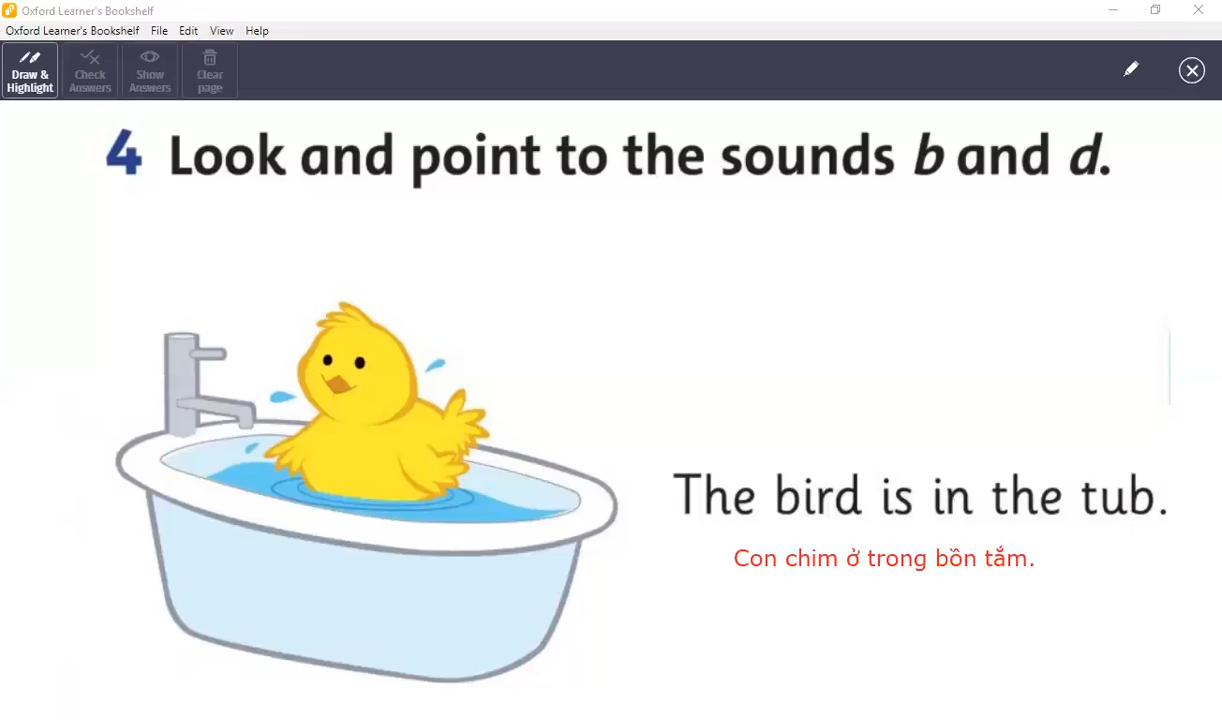 Oxford Learner's Bookshelf
Oxford Learner's Bookshelf File Edit View Help
Draw & Highlight
Check Answers
Show Answers
Clear page
4 Look and point to the sounds b and d.
The bird is in the tub.
Con chim ở trong bồn tắm.